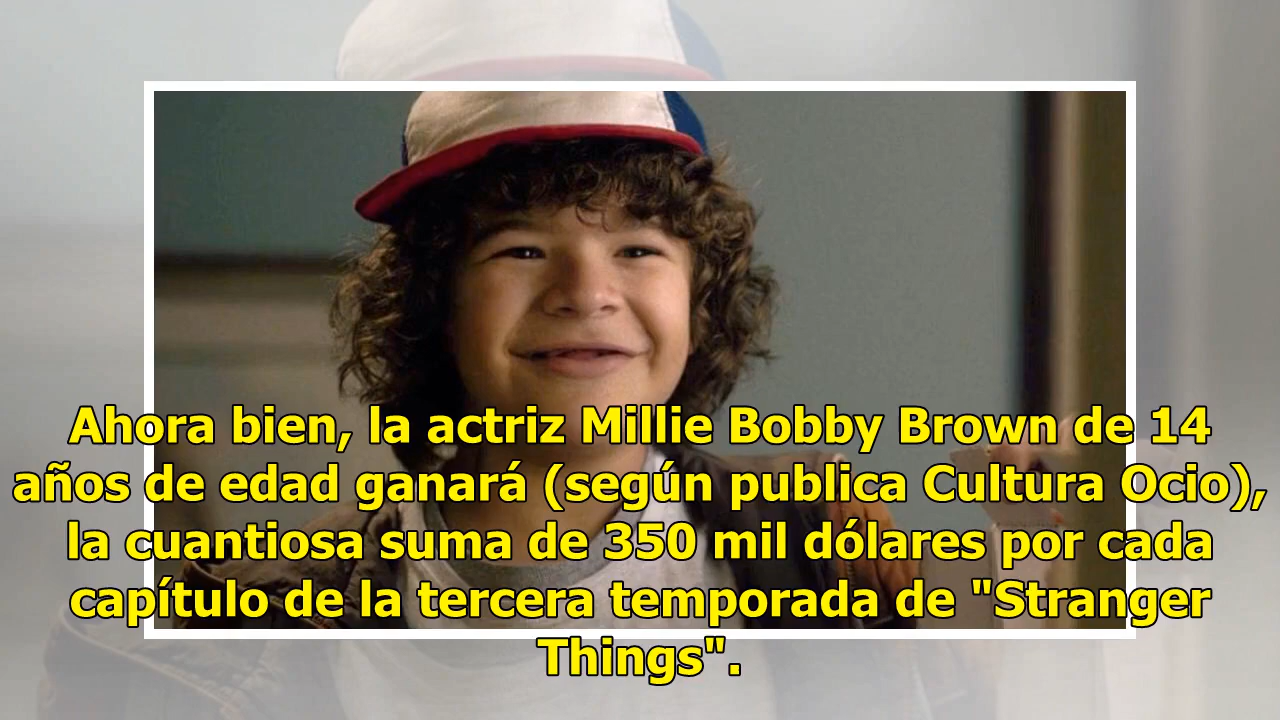 Ahora bien, la actriz Millie Bobby Brown de 14
años de edad ganará (según publica Cultura Ocio),
la cuantiosa suma de 350 mil dólares por cada
capítulo de la tercera temporada de "Stranger
Things".